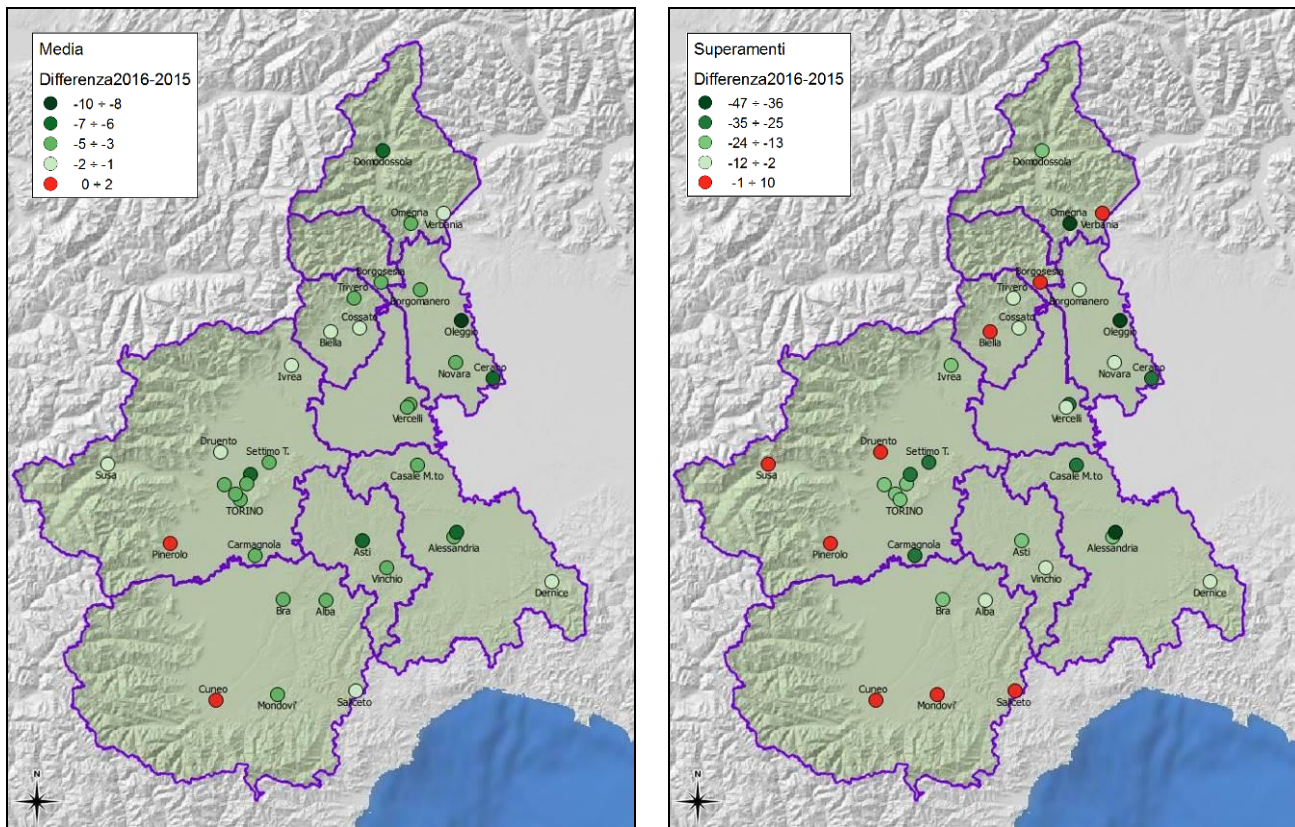 Media
Differenza2016-2015
-10 ÷ -8
-7 ÷ -6
-5 ÷ -3
-2 ÷ -1
0 ÷ 2
Domodossola
Omegna
Verbania
Borgosesia
Trivero
Borgomanero
Cossato
Biella
Oleggio
Ivrea
Novara
Cerano
Vercelli
Druento
Settimo T.
Susa
Casale M.to
TORINO
Pinerolo
Carmagnola
Asti
Alessandria
Vinchio
Dernice
Bra
Alba
Cuneo
Mondovi'
Saliceto
N
Superamenti
Differenza2016-2015
-47 ÷ -36
-35 ÷ -25
-24 ÷ -13
-12 ÷ -2
-1 ÷ 10
Domodossola
Omegna
Verbania
Borgosesia
Trivero
Borgomanero
Cossato
Biella
Oleggio
Ivrea
Novara
Cerano
Vercelli
Druento
Settimo T.
Susa
Casale M.to
TORINO
Pinerolo
Carmagnola
Asti
Alessandria
Vinchio
Dernice
Bra
Alba
Cuneo
Mondovi'
Saliceto
N